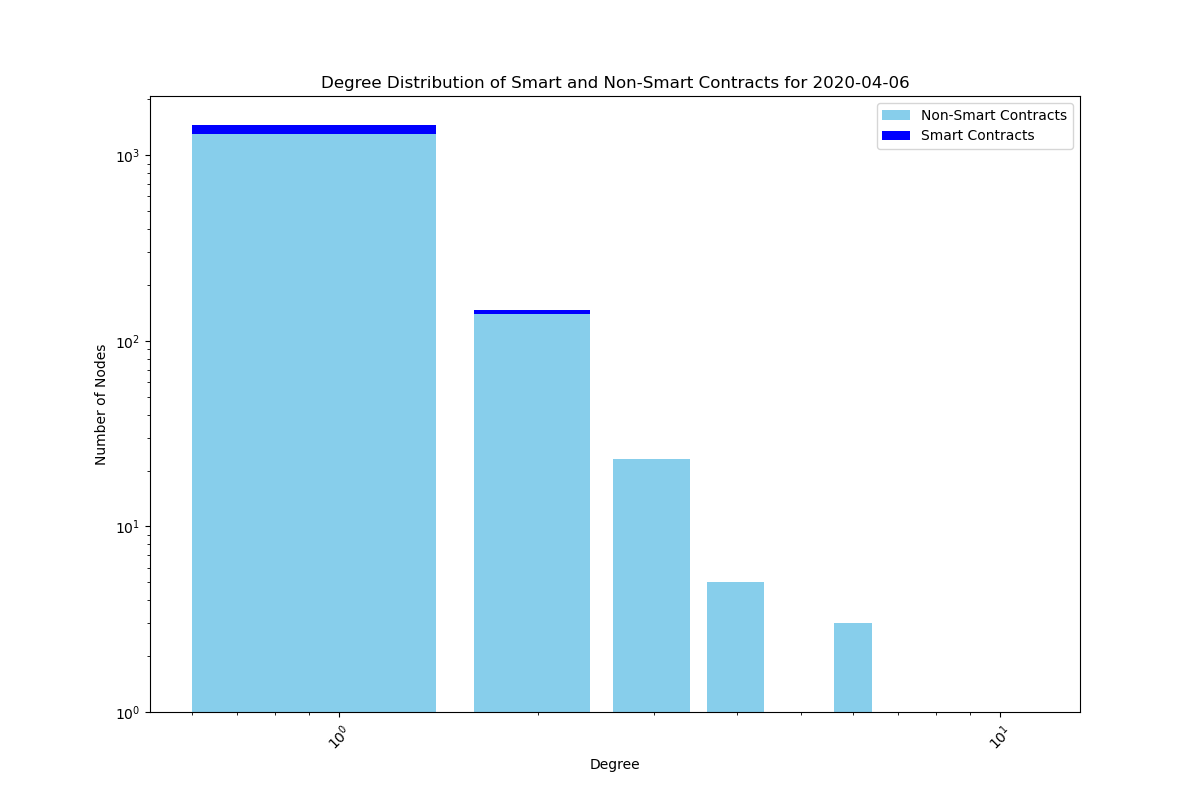 Degree Distribution of Smart and Non-Smart Contracts for 2020-04-06
Non-Smart Contracts
Smart Contracts
Number of Nodes
10³
10²
10¹
10⁰
10⁰
10¹
Degree